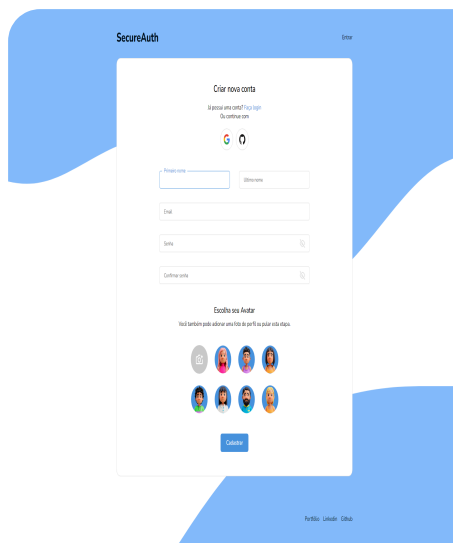 SecureAuth
Entrar
Criar nova conta
Já possui uma conta? Faça login
Ou continue com
Primeiro nome
Último nome
Email
Senha
Confirmar senha
Escolha seu Avatar
Você também pode adicionar uma foto de perfil ou pular esta etapa.
Cadastrar
Portfólio Linkedin Github